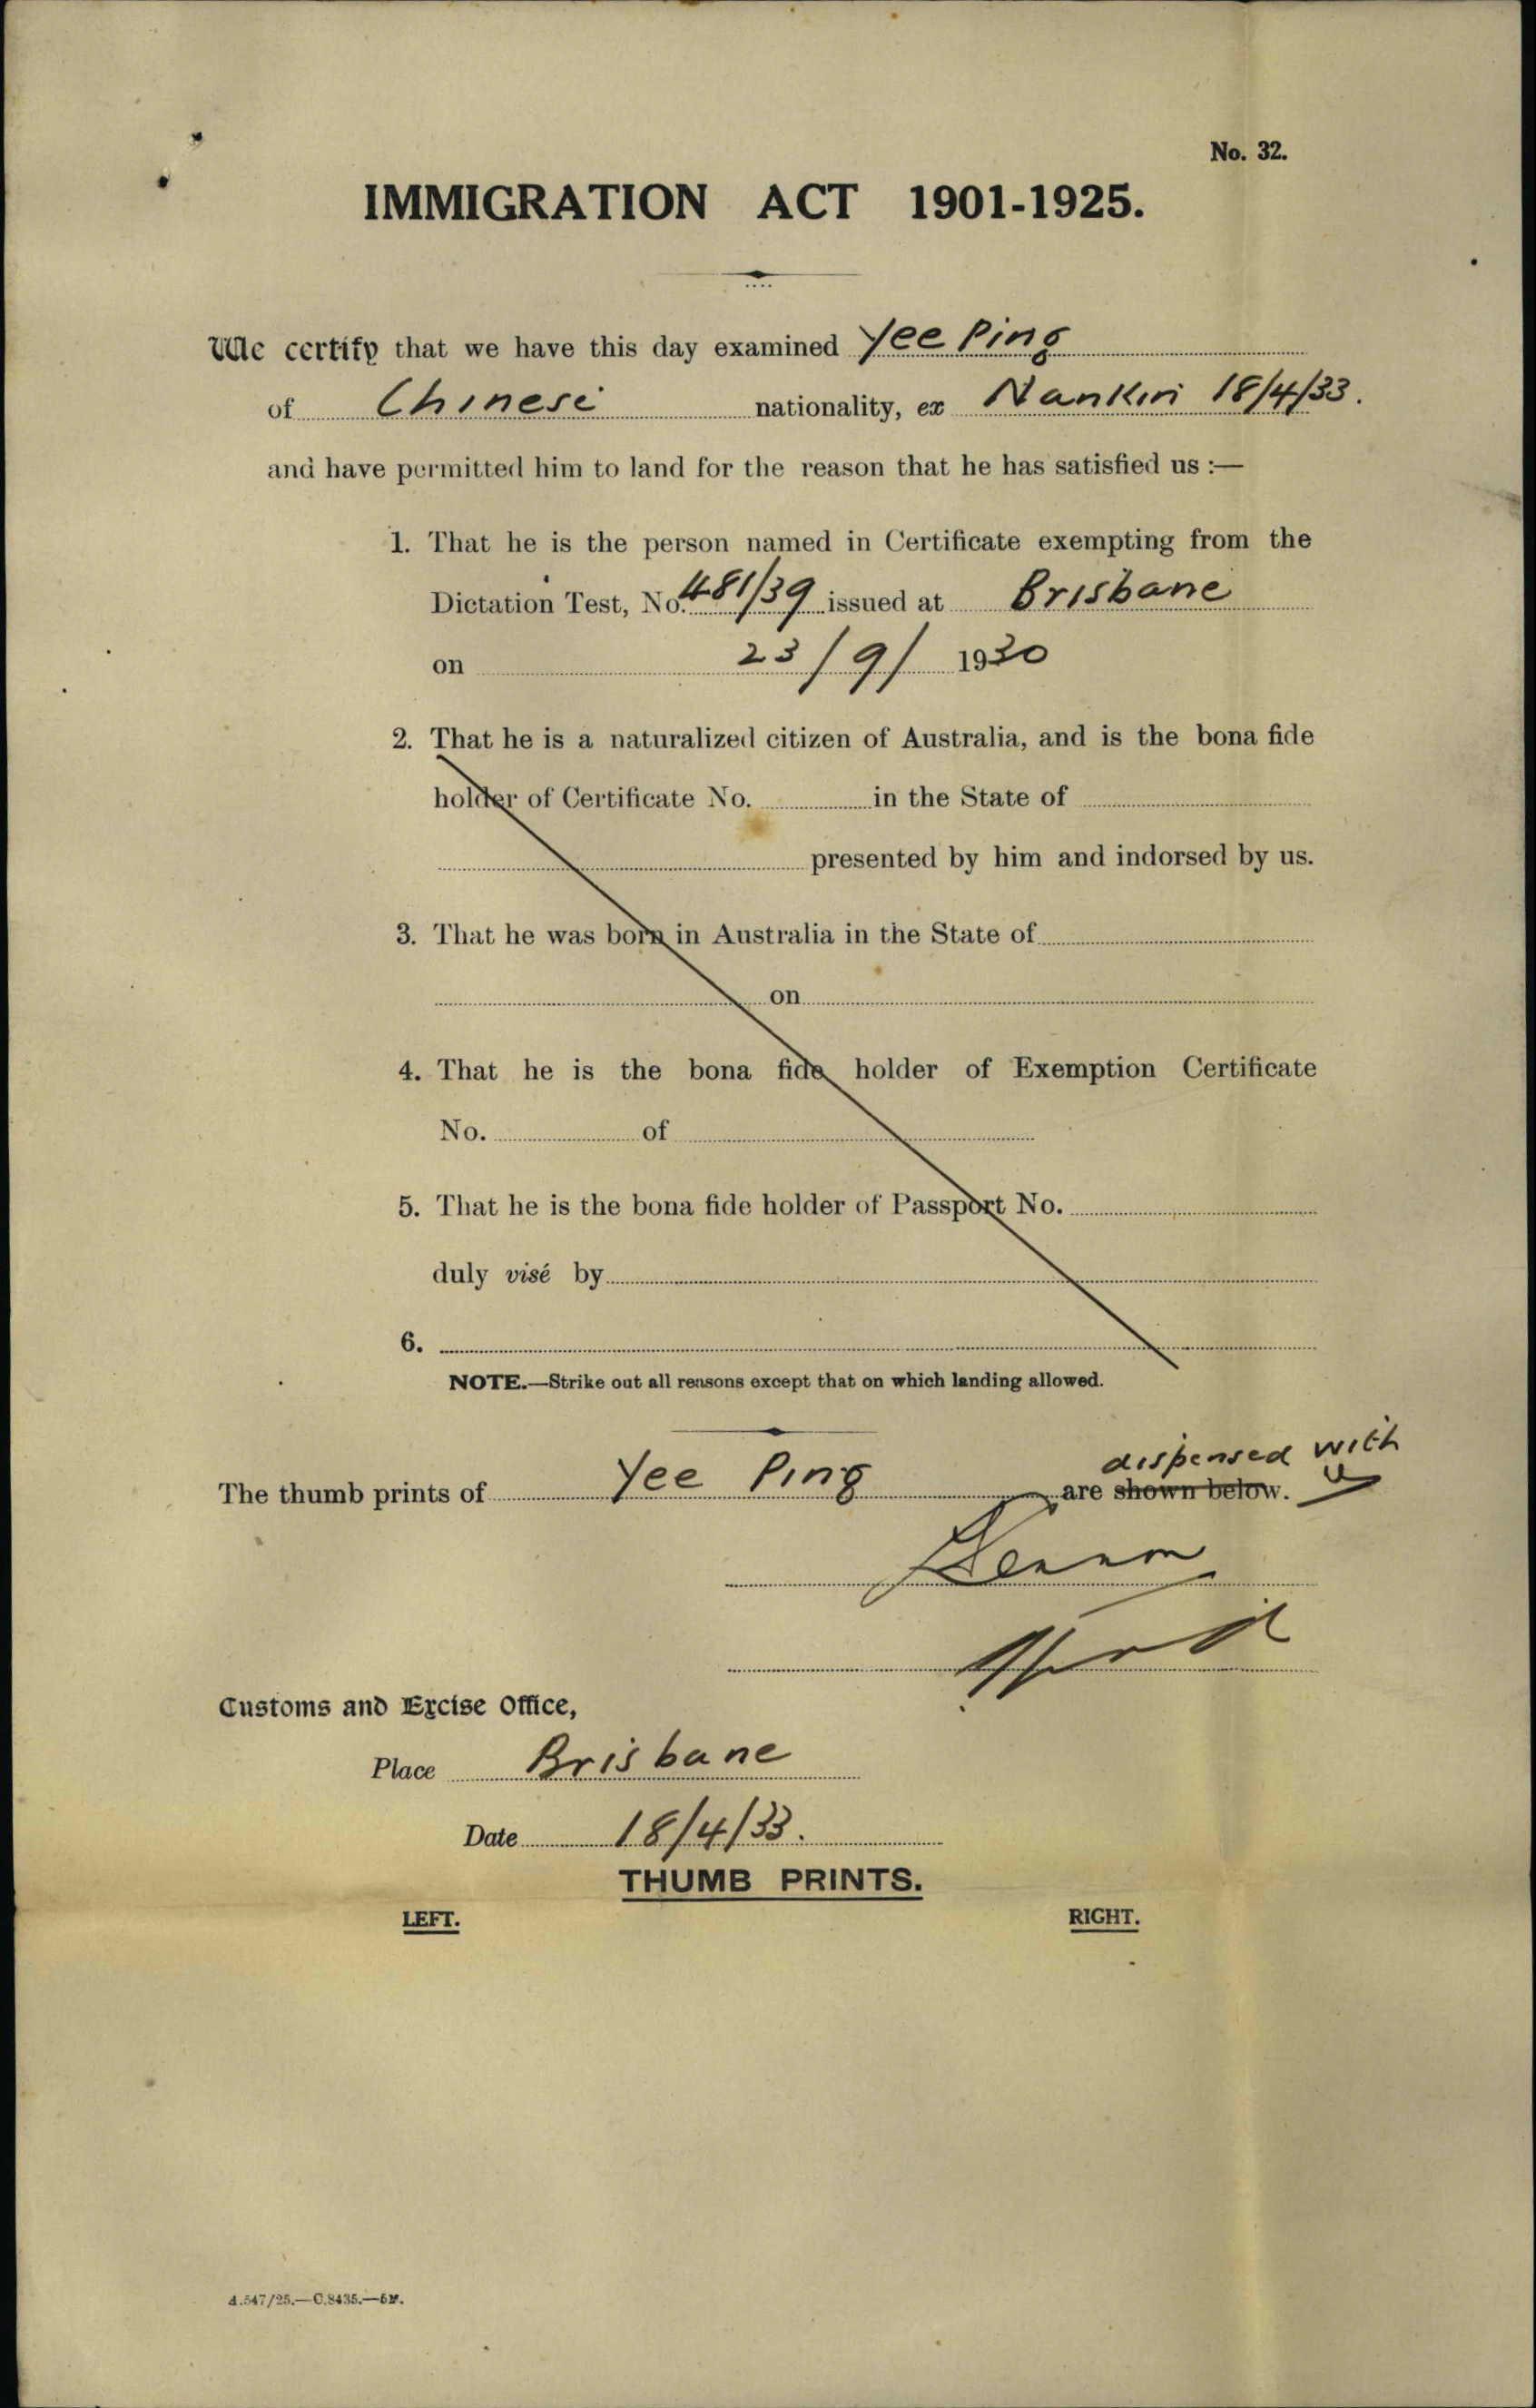 No. 32.
IMMIGRATION ACT 1901-1925.
We certify that we have this day examined Yee Ping
of Chinese nationality, ex Nankin 18/4/33.
and have permitted him to land for the reason that he has satisfied us :—
1. That he is the person named in Certificate exempting from the
Dictation Test, No. 481/39 issued at Brisbane
on 23/9/ 1930
2. That he is a naturalized citizen of Australia, and is the bona fide
holder of Certificate No. in the State of
presented by him and indorsed by us.
3. That he was born in Australia in the State of
on
4. That he is the bona fide holder of Exemption Certificate
No. of
5. That he is the bona fide holder of Passport No.
duly visé by
6.
NOTE.—Strike out all reasons except that on which landing allowed.
dispensed with
The thumb prints of Yee Ping are shown below.
Customs and Excise Office,
Place Brisbane
Date 18/4/33.
THUMB PRINTS.
LEFT. RIGHT.
A.547/25.—C.8435.—5M.